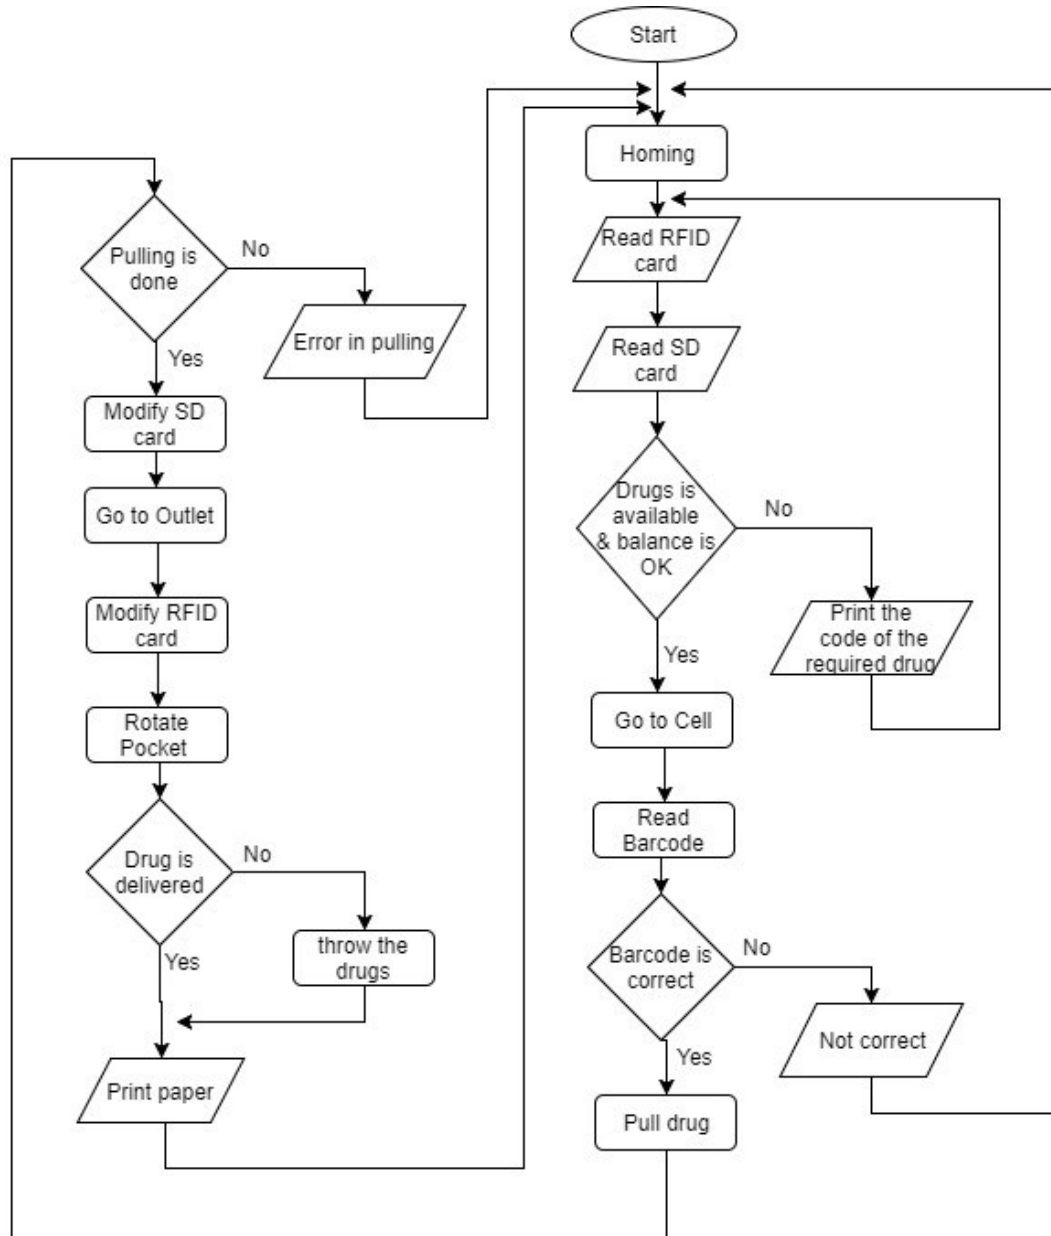 Start
Homing
Read RFID
card
Read SD
card
Drugs is
available
& balance is
OK
No
Print the
code of the
required drug
Yes
Go to Cell
Read
Barcode
Barcode is
correct
No
Not correct
Yes
Pull drug
Pulling is
done
No
Error in pulling
Yes
Modify SD
card
Go to Outlet
Modify RFID
card
Rotate
Pocket
Drug is
delivered
No
throw the
drugs
Yes
Print paper